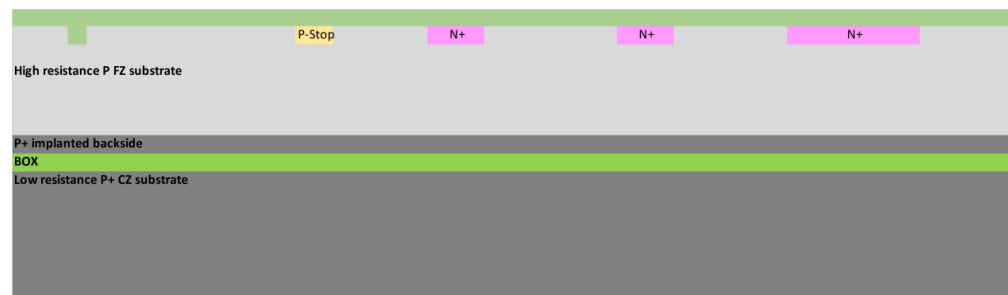 P-Stop N+ N+ N+
High resistance P FZ substrate
P+ implanted backside
BOX
Low resistance P+ CZ substrate